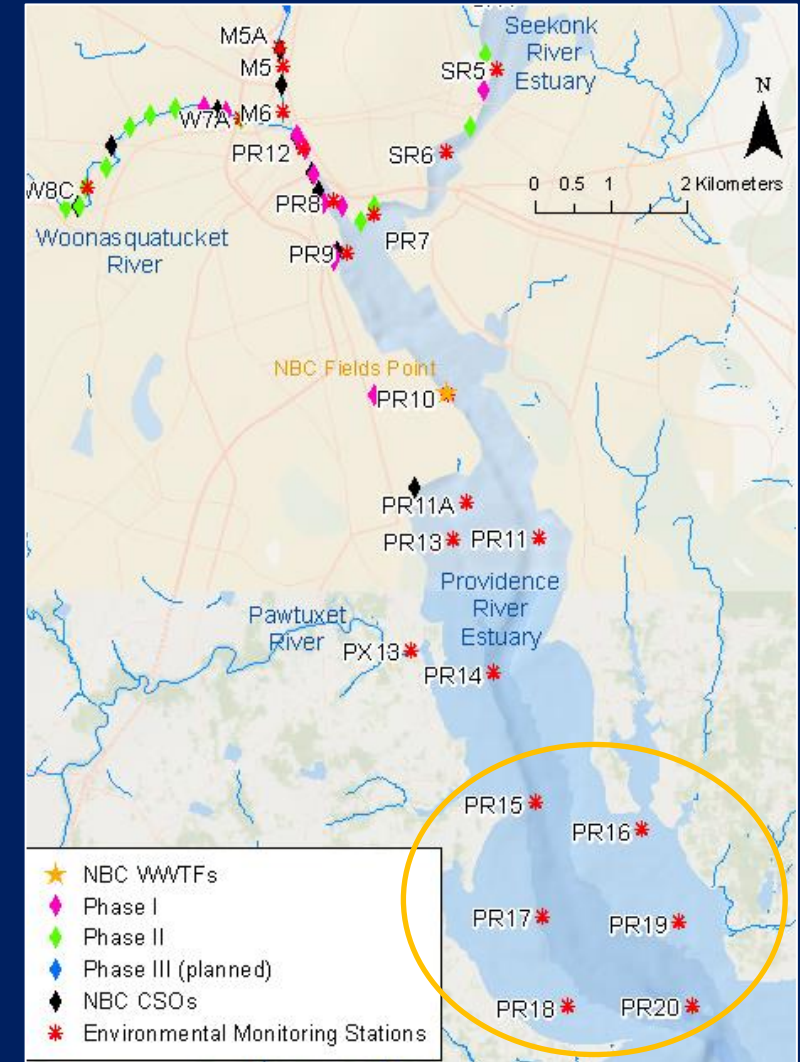 Seekonk
River
Estuary
M5A
M5
SR5
N
W7A
M6
PR12
SR6
0 0.5 1 2 Kilometers
W8C
PR8
PR7
Woonasquatucket
River
PR9
NBC Fields Point
PR10
PR11A
PR13
PR11
Providence
River
Estuary
Pawtuxet
River
PX13
PR14
PR15
PR16
PR17
PR19
PR18
PR20
NBC WWTFs
Phase I
Phase II
Phase III (planned)
NBC CSOs
Environmental Monitoring Stations